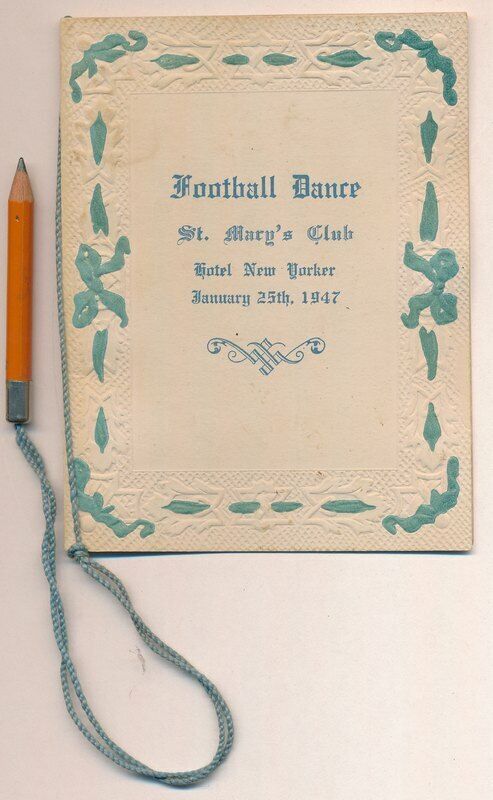 Football Dance
St. Mary's Club
Hotel New Yorker
January 25th, 1947